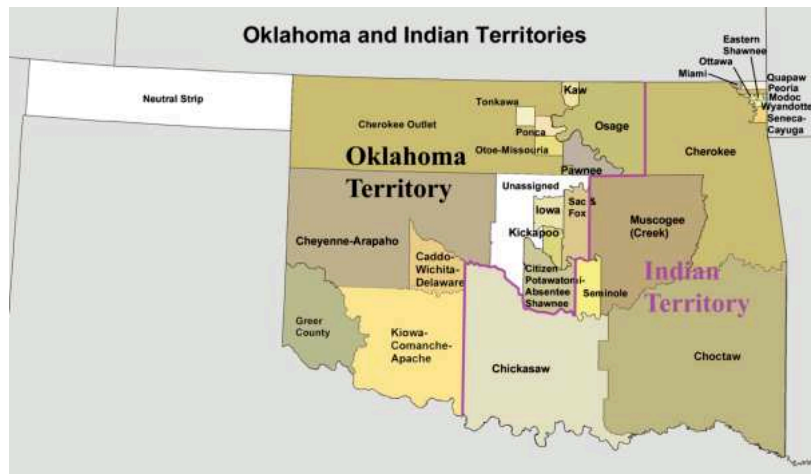 Oklahoma and Indian Territories
Eastern
Shawnee
Ottawa
Miami
Quapaw
Peoria
Modoc
Wyandotte
Seneca-
Cayuga
Neutral Strip
Kaw
Tonkawa
Cherokee Outlet
Ponca
Osage
Otoe-Missouria
Cherokee
Oklahoma
Territory
Pawnee
Unassigned
Iowa
Sac &
Fox
Muscogee
(Creek)
Kickapoo
Cheyenne-Arapaho
Caddo-
Wichita-
Delaware
Citizen
Potawatomi-
Absentee
Shawnee
Seminole
Indian
Territory
Greer
County
Kiowa-
Comanche-
Apache
Chickasaw
Choctaw